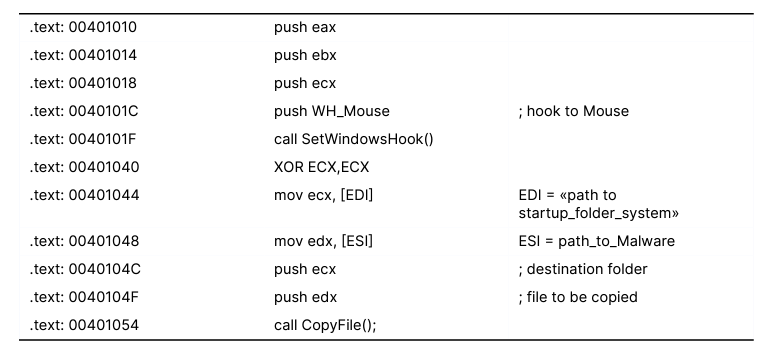 .text: 00401010 push eax
.text: 00401014 push ebx
.text: 00401018 push ecx
.text: 0040101C push WH_Mouse ; hook to Mouse
.text: 0040101F call SetWindowsHook()
.text: 00401040 XOR ECX,ECX
.text: 00401044 mov ecx, [EDI] EDI = «path to
startup_folder_system»
.text: 00401048 mov edx, [ESI] ESI = path_to_Malware
.text: 0040104C push ecx ; destination folder
.text: 0040104F push edx ; file to be copied
.text: 00401054 call CopyFile();